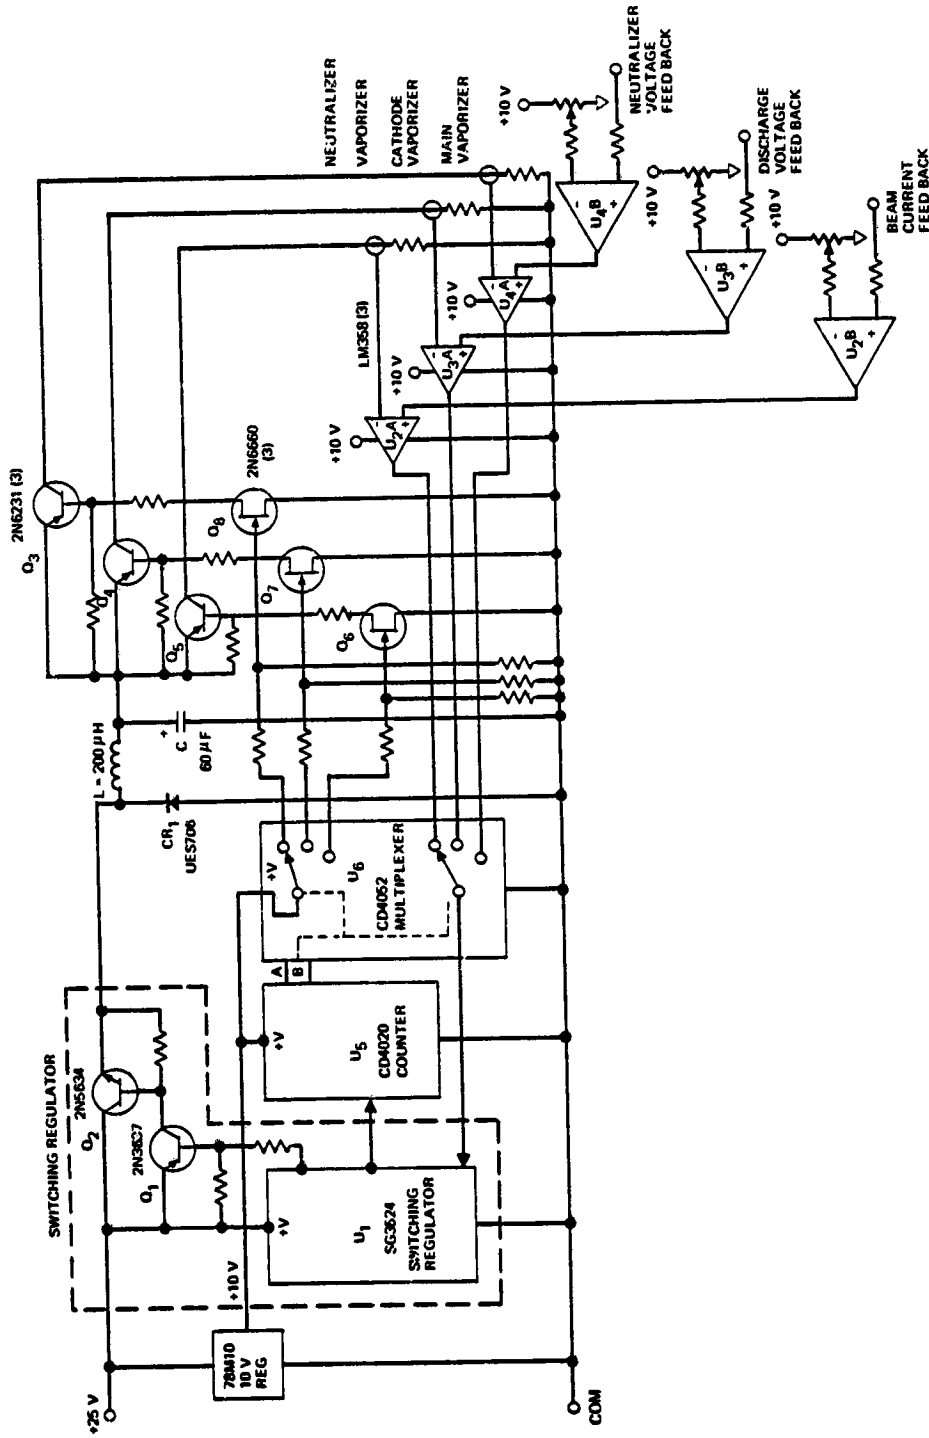 +25 V
COM
78M10
10 V
REG
+10 V
SWITCHING REGULATOR
Q2
2N5634
Q1
2N3637
+V
U1
SG3524
SWITCHING
REGULATOR
+V
U5
CD4020
COUNTER
A
B
+V
U6
CD4052
MULTIPLEXER
L = 200 µH
CR1
UES706
+
C
60 µF
Q3
2N6231 (3)
Q4
Q5
Q8
2N6660
(3)
Q7
Q6
NEUTRALIZER
VAPORIZER
CATHODE
VAPORIZER
MAIN
VAPORIZER
LM358 (3)
+10 V
-
U2A
+
+10 V
-
U3A
+
+10 V
-
U4A
+
+10 V
-
U4B
+
NEUTRALIZER
VOLTAGE
FEED BACK
+10 V
-
U3B
+
DISCHARGE
VOLTAGE
FEED BACK
+10 V
-
U2B
+
BEAM
CURRENT
FEED BACK